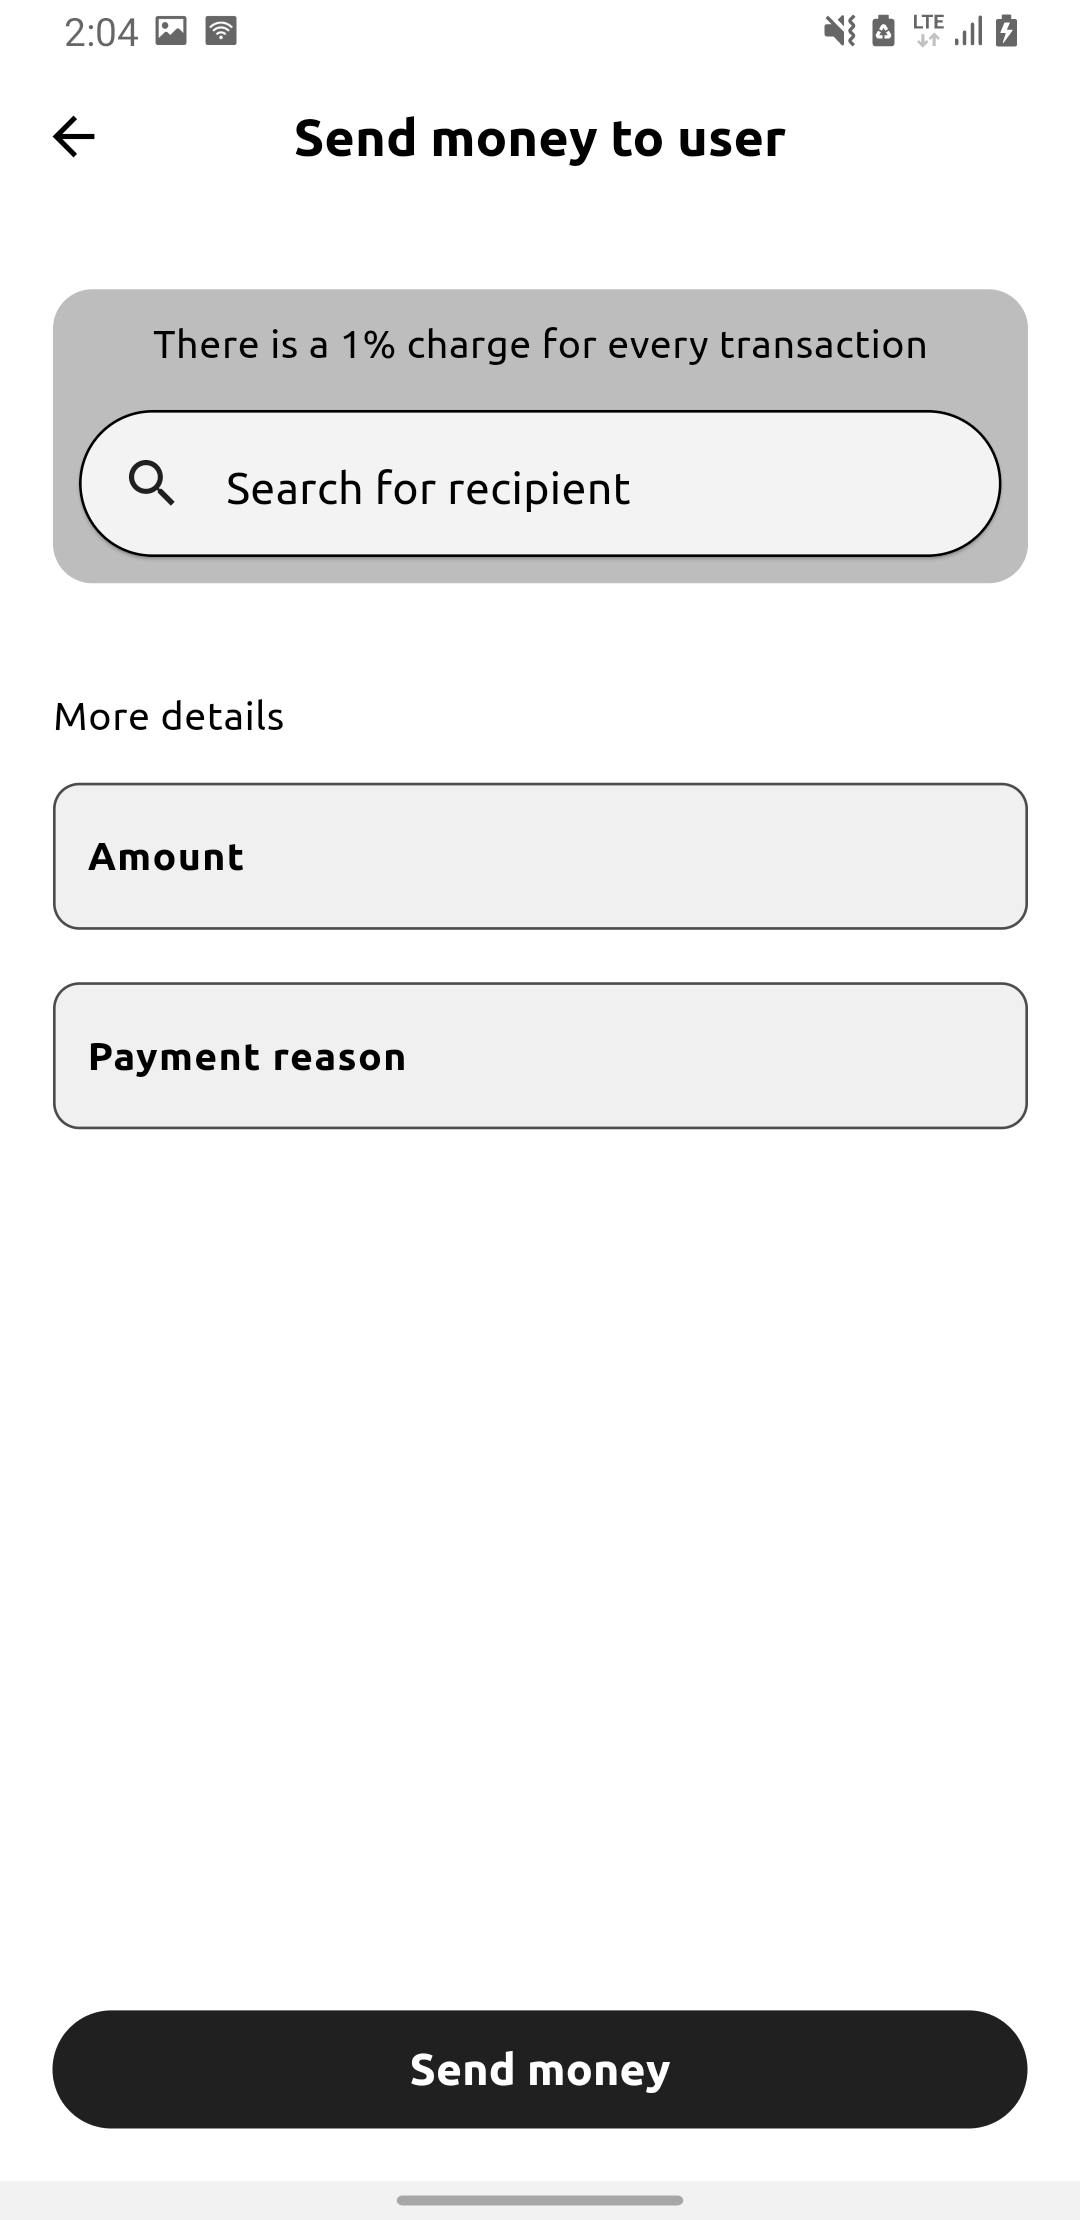 2:04 LTE
Send money to user
There is a 1% charge for every transaction
Search for recipient
More details
Amount
Payment reason
Send money